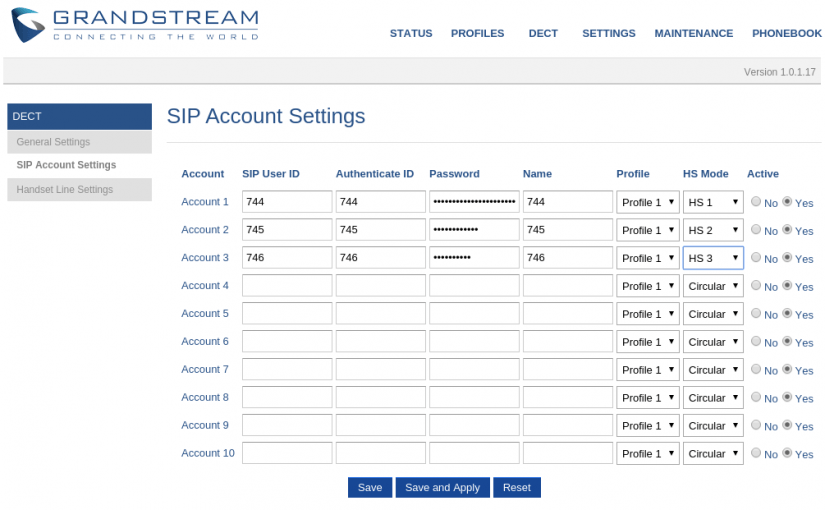 GRANDSTREAM
CONNECTING THE WORLD
STATUS PROFILES DECT SETTINGS MAINTENANCE PHONEBOOK
Version 1.0.1.17
DECT
General Settings
SIP Account Settings
Handset Line Settings
SIP Account Settings
Account SIP User ID Authenticate ID Password Name Profile HS Mode Active
Account 1 744 744 •••••••••••••••••••••• 744 Profile 1 HS 1 No Yes
Account 2 745 745 •••••••••••• 745 Profile 1 HS 2 No Yes
Account 3 746 746 •••••••••• 746 Profile 1 HS 3 No Yes
Account 4 Profile 1 Circular No Yes
Account 5 Profile 1 Circular No Yes
Account 6 Profile 1 Circular No Yes
Account 7 Profile 1 Circular No Yes
Account 8 Profile 1 Circular No Yes
Account 9 Profile 1 Circular No Yes
Account 10 Profile 1 Circular No Yes
Save Save and Apply Reset